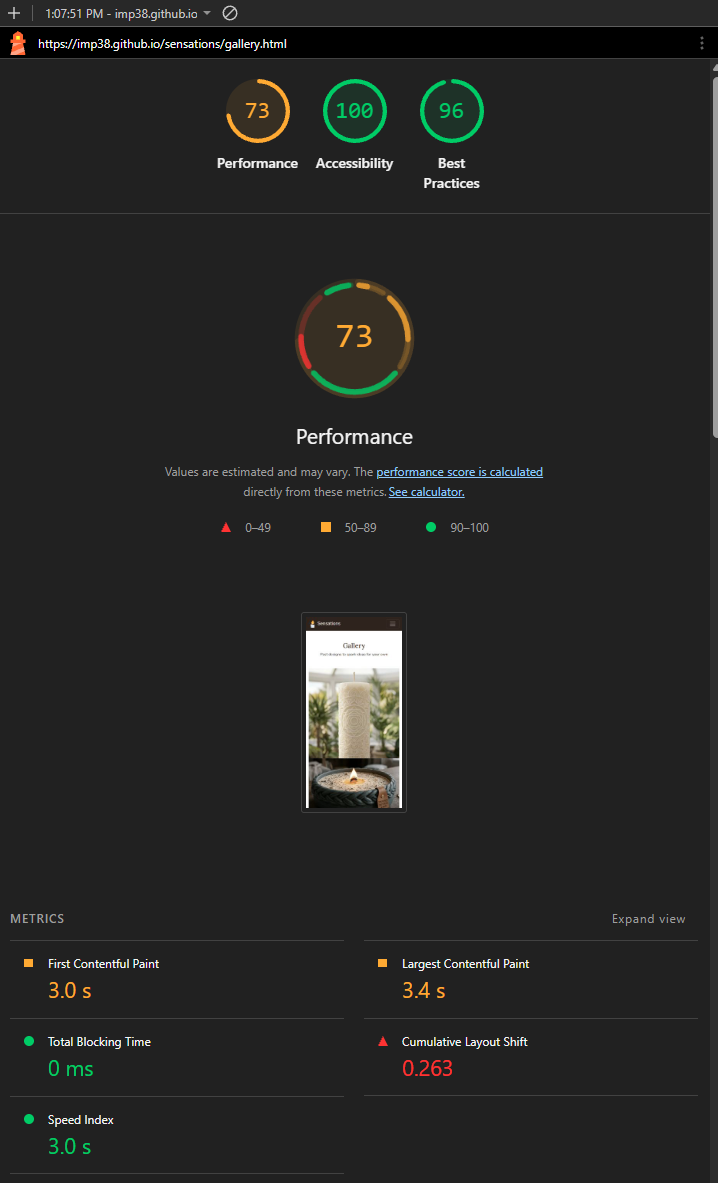 1:07:51 PM - imp38.github.io
https://imp38.github.io/sensations/gallery.html
73
100
96
Performance
Accessibility
Best
Practices
73
Performance
Values are estimated and may vary. The performance score is calculated
directly from these metrics. See calculator.
0–49
50–89
90–100
Sensations
Gallery
METRICS
Expand view
First Contentful Paint
3.0 s
Largest Contentful Paint
3.4 s
Total Blocking Time
0 ms
Cumulative Layout Shift
0.263
Speed Index
3.0 s